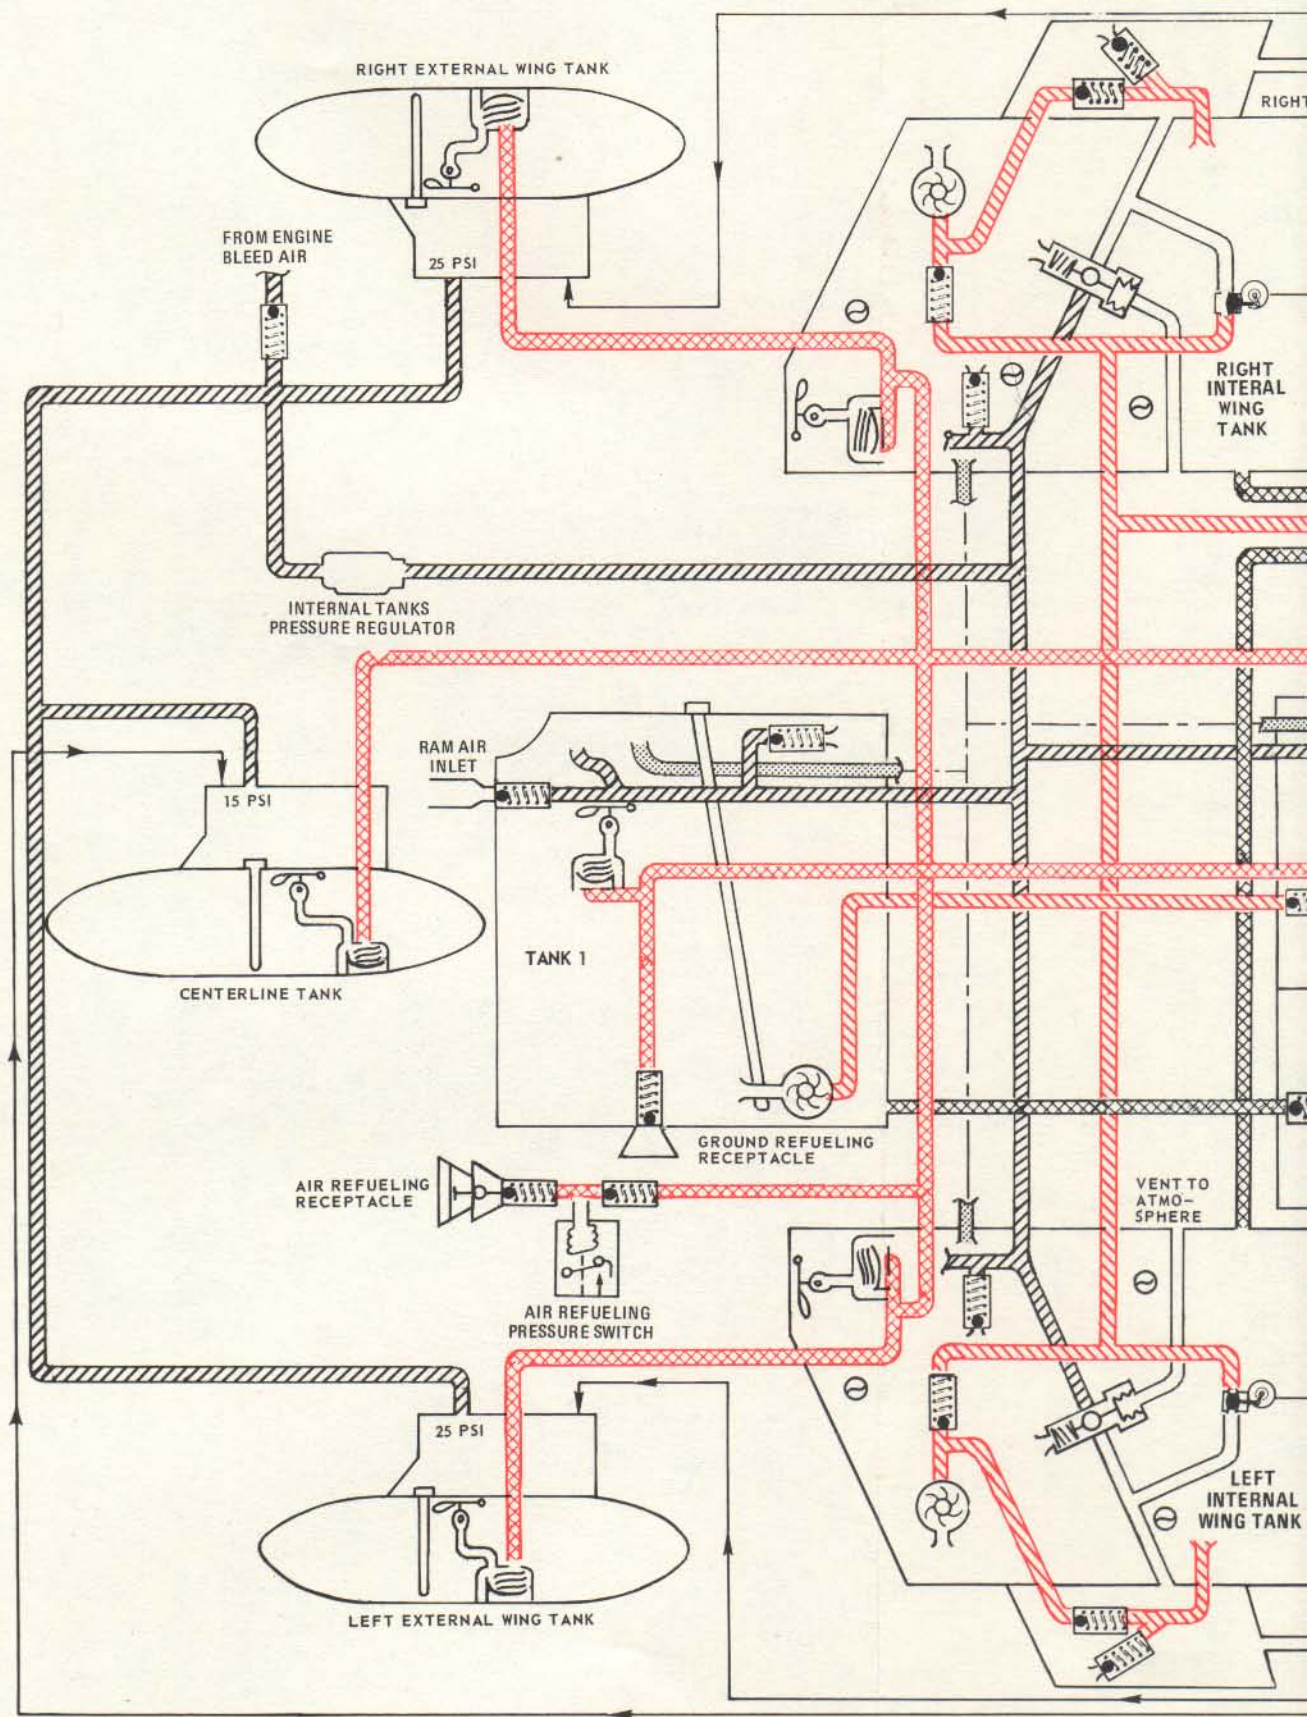 RIGHT EXTERNAL WING TANK
RIGHT
FROM ENGINE
BLEED AIR
25 PSI
RIGHT
INTERAL
WING
TANK
INTERNAL TANKS
PRESSURE REGULATOR
RAM AIR
INLET
15 PSI
TANK 1
CENTERLINE TANK
GROUND REFUELING
RECEPTACLE
AIR REFUELING
RECEPTACLE
VENT TO
ATMO-
SPHERE
AIR REFUELING
PRESSURE SWITCH
25 PSI
LEFT
INTERNAL
WING TANK
LEFT EXTERNAL WING TANK